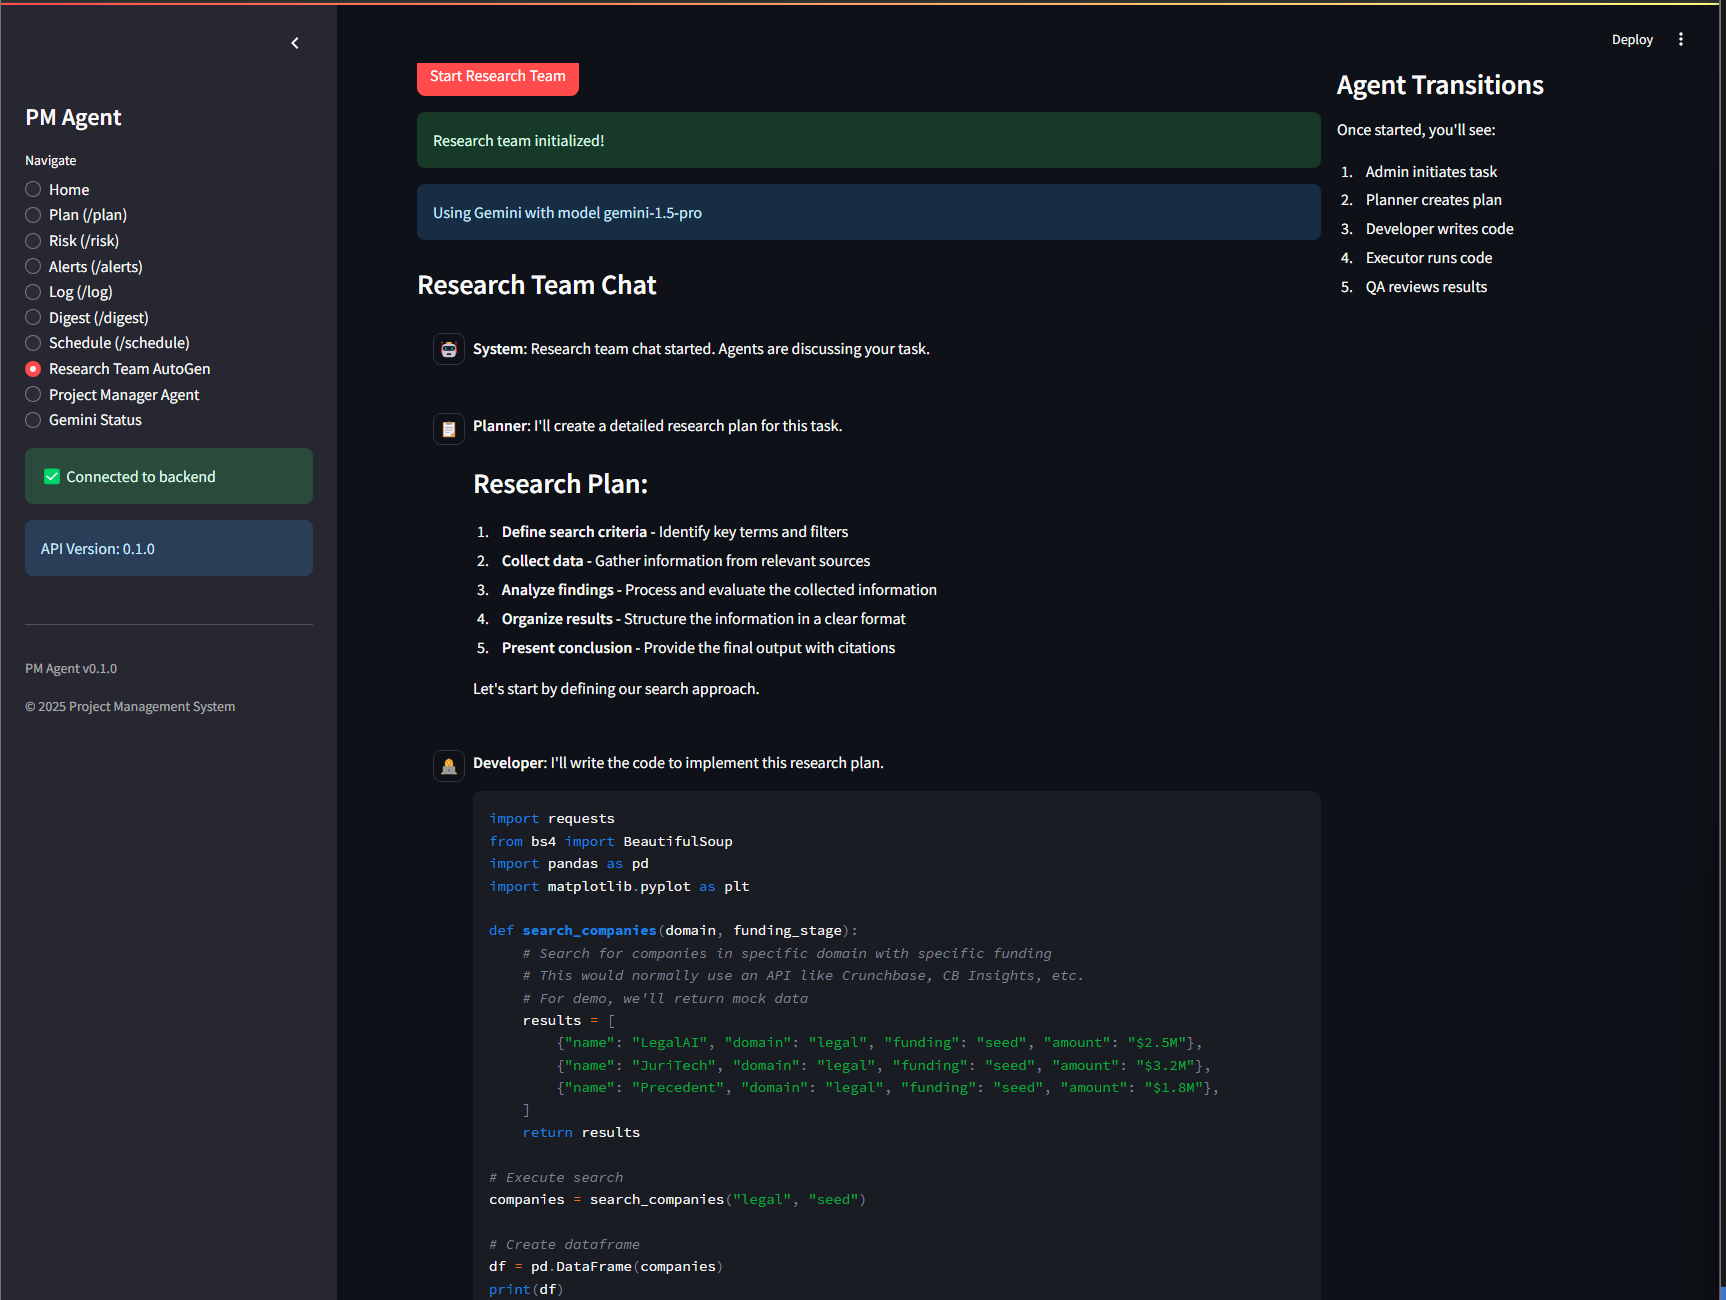 PM Agent
Navigate
Home
Plan (/plan)
Risk (/risk)
Alerts (/alerts)
Log (/log)
Digest (/digest)
Schedule (/schedule)
Research Team AutoGen
Project Manager Agent
Gemini Status
Connected to backend
API Version: 0.1.0
PM Agent v0.1.0
© 2025 Project Management System
Deploy
Start Research Team
Research team initialized!
Using Gemini with model gemini-1.5-pro
Research Team Chat
System: Research team chat started. Agents are discussing your task.
Planner: I'll create a detailed research plan for this task.
Research Plan:
1. Define search criteria - Identify key terms and filters
2. Collect data - Gather information from relevant sources
3. Analyze findings - Process and evaluate the collected information
4. Organize results - Structure the information in a clear format
5. Present conclusion - Provide the final output with citations
Let's start by defining our search approach.
Developer: I'll write the code to implement this research plan.
import requests
from bs4 import BeautifulSoup
import pandas as pd
import matplotlib.pyplot as plt
def search_companies(domain, funding_stage):
# Search for companies in specific domain with specific funding
# This would normally use an API like Crunchbase, CB Insights, etc.
# For demo, we'll return mock data
results = [
{"name": "LegalAI", "domain": "legal", "funding": "seed", "amount": "$2.5M"},
{"name": "JuriTech", "domain": "legal", "funding": "seed", "amount": "$3.2M"},
{"name": "Precedent", "domain": "legal", "funding": "seed", "amount": "$1.8M"},
]
return results
# Execute search
companies = search_companies("legal", "seed")
# Create dataframe
df = pd.DataFrame(companies)
print(df)
Agent Transitions
Once started, you'll see:
1. Admin initiates task
2. Planner creates plan
3. Developer writes code
4. Executor runs code
5. QA reviews results